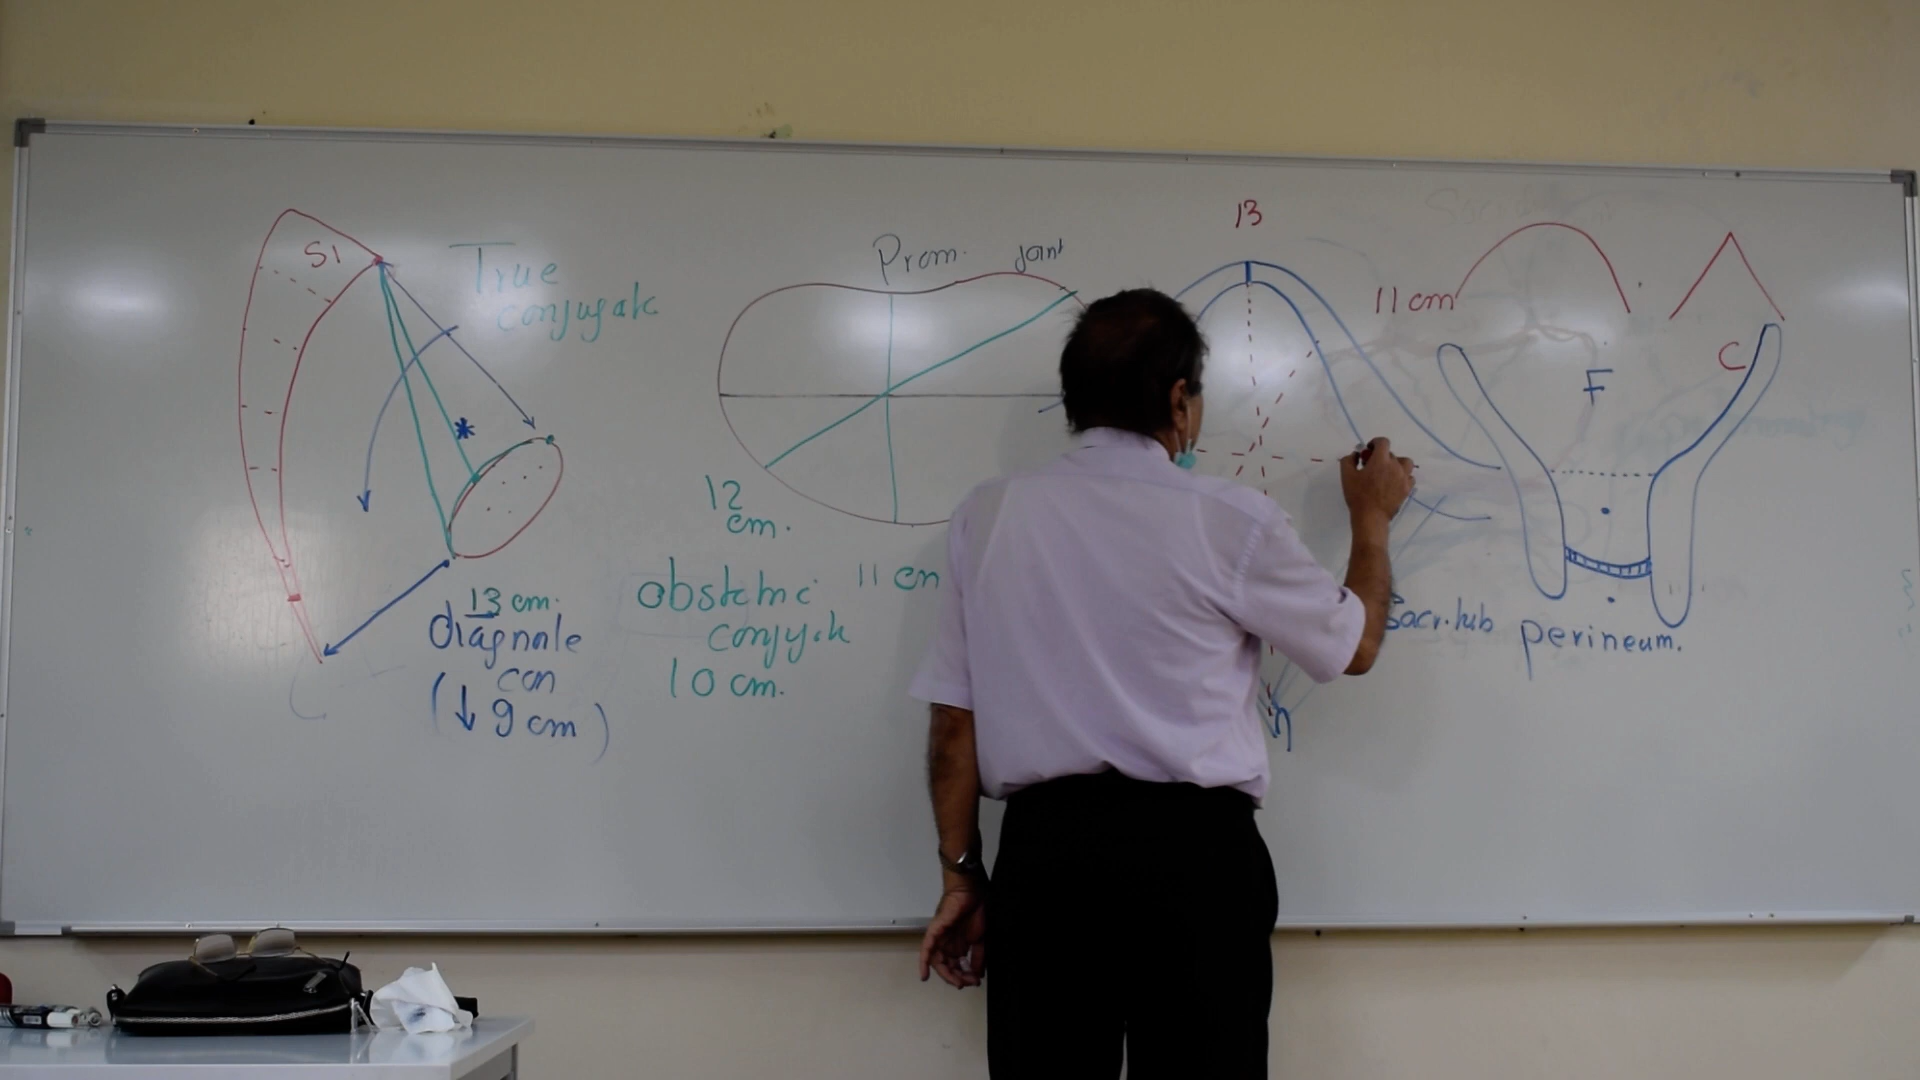 S1
True
conjugate
*
13 cm.
diagnale
con
(↓ 9 cm)
Prom. joint
12
cm.
obstetric
conjugate
10 cm.
11 cm
13
11 cm
F
C
Sacr. tub
perineum.